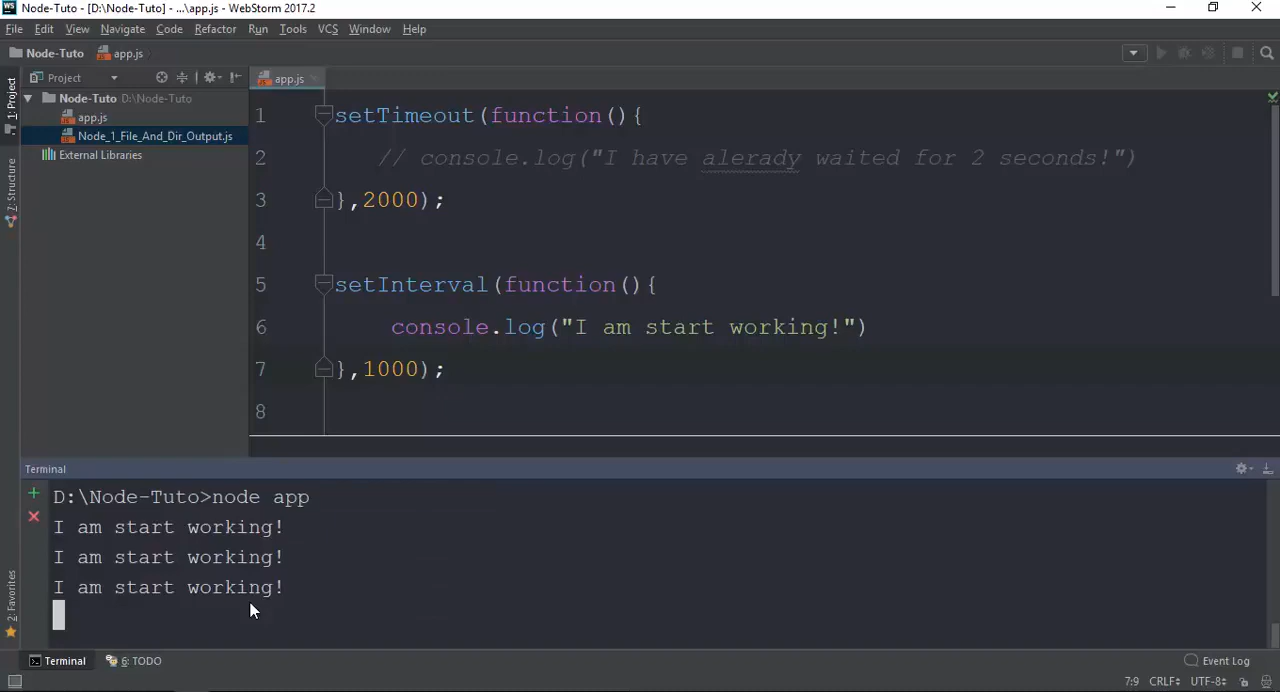 WS Node-Tuto - [D:\Node-Tuto] - ...\app.js - WebStorm 2017.2
File Edit View Navigate Code Refactor Run Tools VCS Window Help
Node-Tuto app.js
1: Project
Project
app.js
Node-Tuto D:\Node-Tuto
app.js
Node_1_File_And_Dir_Output.js
External Libraries
7: Structure
2: Favorites
1 setTimeout(function(){
2 // console.log("I have alerady waited for 2 seconds!")
3 },2000);
4
5 setInterval(function(){
6 console.log("I am start working!")
7 },1000);
8
Terminal
D:\Node-Tuto>node app
I am start working!
I am start working!
I am start working!
Terminal 6: TODO Event Log
7:9 CRLF UTF-8